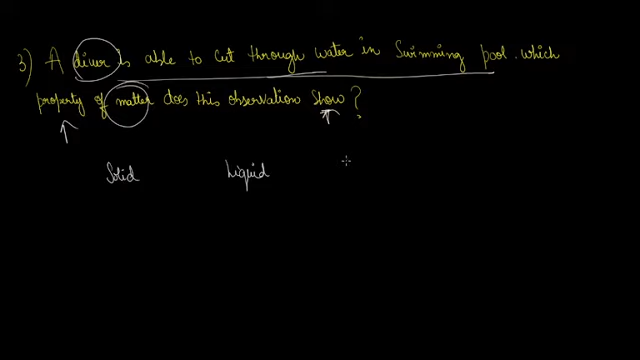 3) A diver is able to cut through water in Swimming pool. which
property of matter does this observation show?
Solid Liquid